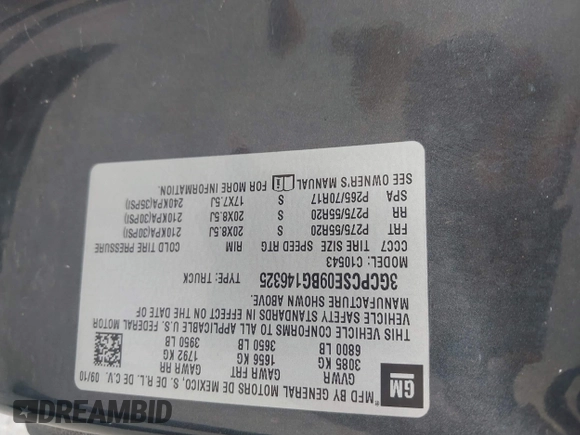 GM
*MFD BY GENERAL MOTORS DE MEXICO, S. DE R.L. DE C.V. 09/10
GVWR GAWR FRT GAWR RR
3085 KG 1656 KG 1792 KG
6800 LB 3650 LB 3950 LB
THIS VEHICLE CONFORMS TO ALL APPLICABLE U.S. FEDERAL MOTOR
VEHICLE SAFETY STANDARDS IN EFFECT ON THE DATE OF
MANUFACTURE SHOWN ABOVE.
3GCPCSE09BG146325 TYPE: TRUCK
MODEL: C10543
CCC7 TIRE SIZE SPEED RTG RIM COLD TIRE PRESSURE
FRT P275/55R20 S 20X8.5J 210KPA(30PSI)
RR P275/55R20 S 20X8.5J 210KPA(30PSI)
SPA P265/70R17 S 17X7.5J 240KPA(35PSI)
SEE OWNER'S MANUAL FOR MORE INFORMATION.
RIDEMBID
RIDEMBID